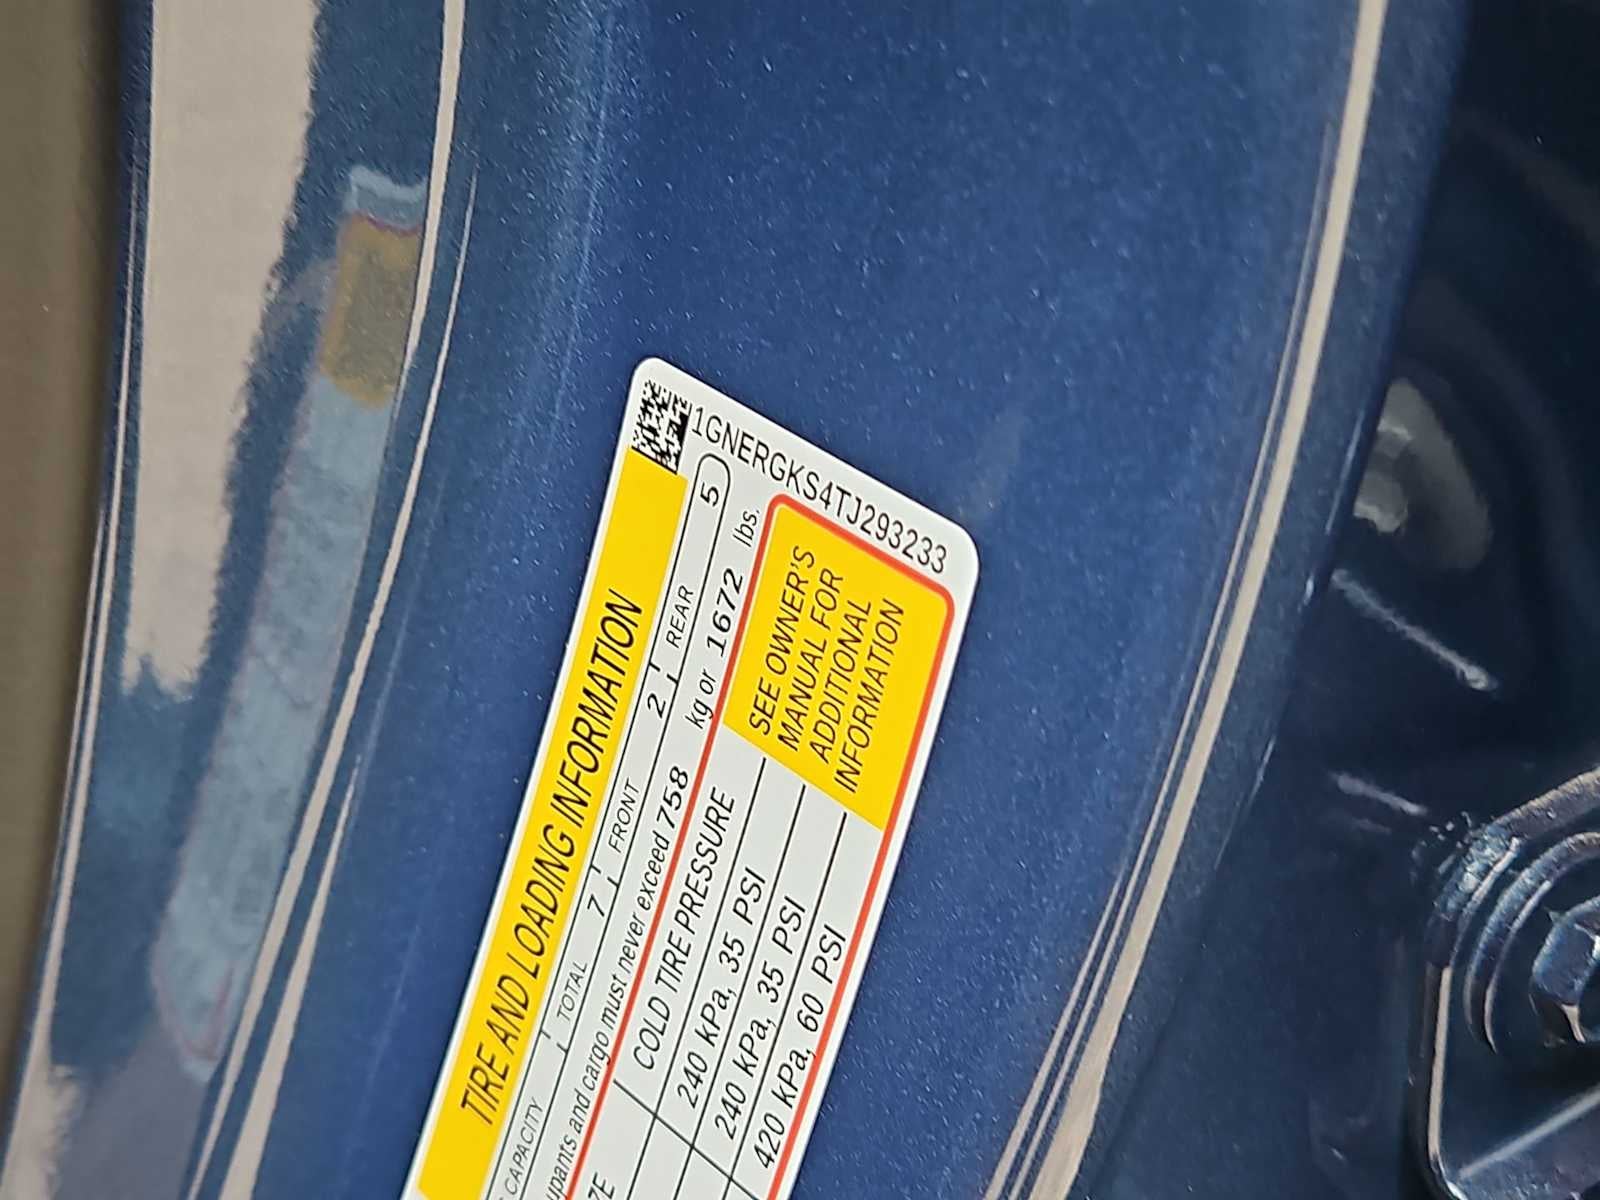 1GNERGKS4TJ293233
TIRE AND LOADING INFORMATION
CAPACITY TOTAL 7 FRONT 2 REAR 5
and cargo must never exceed 758 kg or 1672 lbs.
COLD TIRE PRESSURE
240 kPa, 35 PSI
240 kPa, 35 PSI
420 kPa, 60 PSI
SEE OWNER'S
MANUAL FOR
ADDITIONAL
INFORMATION